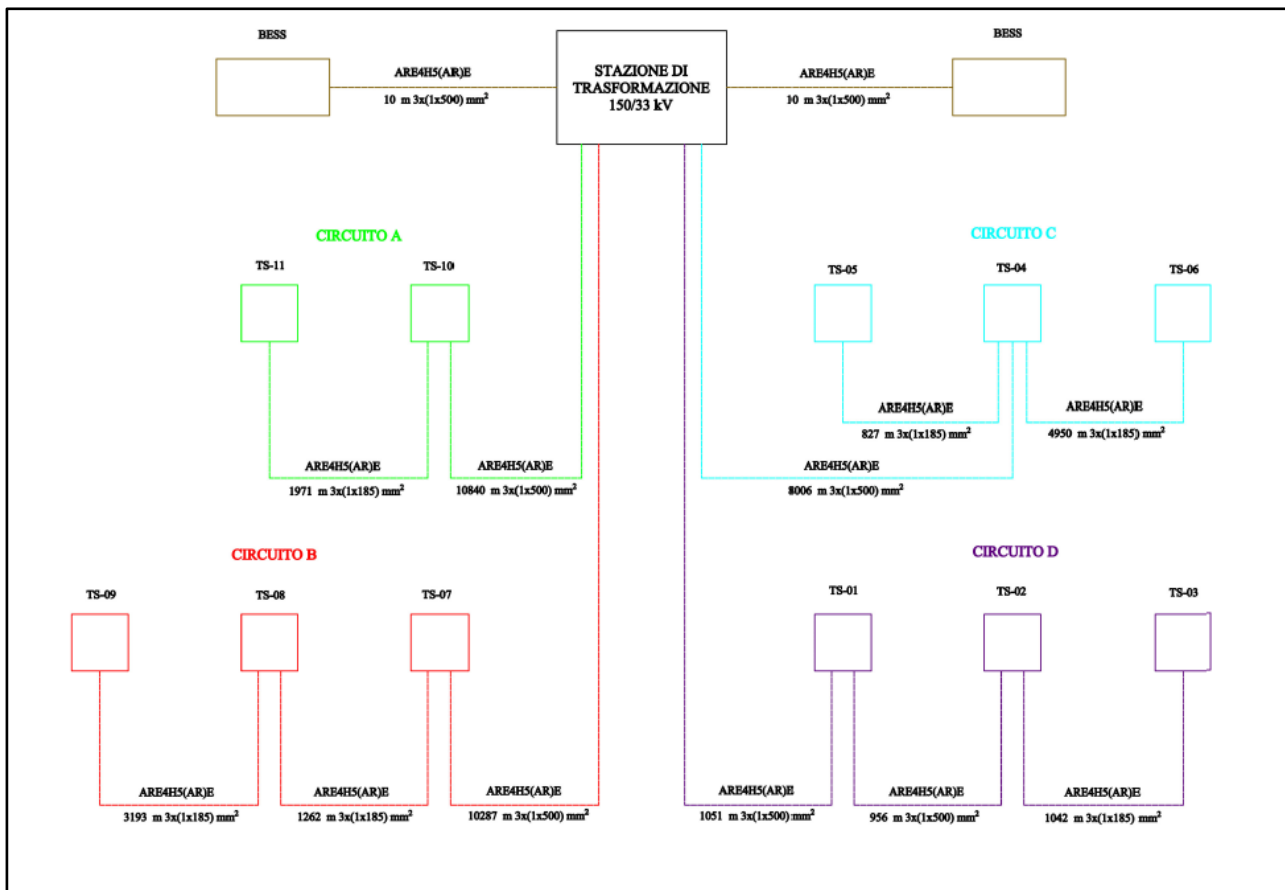 BESS
ARE4H5(AR)E
10 m 3x(1x500) mm²
STAZIONE DI
TRASFORMAZIONE
150/33 kV
ARE4H5(AR)E
10 m 3x(1x500) mm²
BESS
CIRCUITO A
TS-11
TS-10
ARE4H5(AR)E
1971 m 3x(1x185) mm²
ARE4H5(AR)E
10840 m 3x(1x500) mm²
CIRCUITO C
TS-05
TS-04
TS-06
ARE4H5(AR)E
827 m 3x(1x185) mm²
ARE4H5(AR)E
4950 m 3x(1x185) mm²
ARE4H5(AR)E
8006 m 3x(1x500) mm²
CIRCUITO B
TS-09
TS-08
TS-07
ARE4H5(AR)E
3193 m 3x(1x185) mm²
ARE4H5(AR)E
1262 m 3x(1x185) mm²
ARE4H5(AR)E
10287 m 3x(1x500) mm²
CIRCUITO D
TS-01
TS-02
TS-03
ARE4H5(AR)E
1051 m 3x(1x500) mm²
ARE4H5(AR)E
956 m 3x(1x500) mm²
ARE4H5(AR)E
1042 m 3x(1x185) mm²